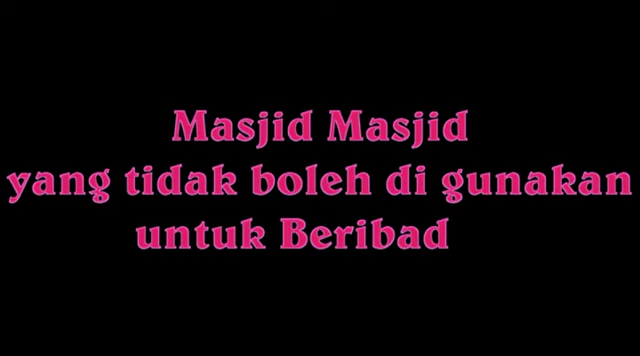 Masjid Masjid
yang tidak boleh di gunakan
untuk Beribad